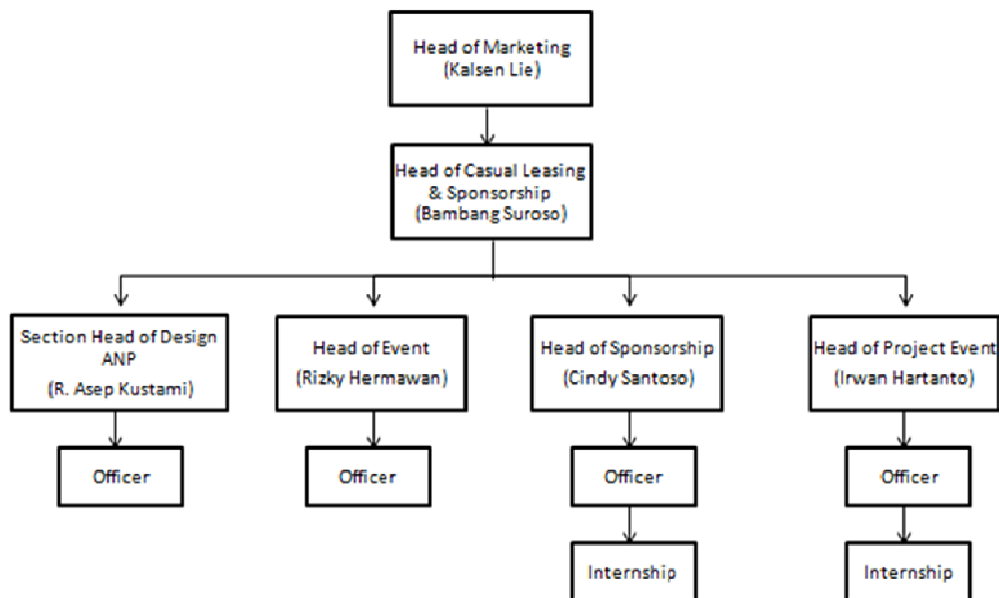 Head of Marketing
(Kalsen Lie)
Head of Casual Leasing
& Sponsorship
(Bambang Suroso)
Section Head of Design
ANP
(R. Asep Kustami)
Head of Event
(Rizky Hermawan)
Head of Sponsorship
(Cindy Santoso)
Head of Project Event
(Irwan Hartanto)
Officer
Officer
Officer
Officer
Internship
Internship